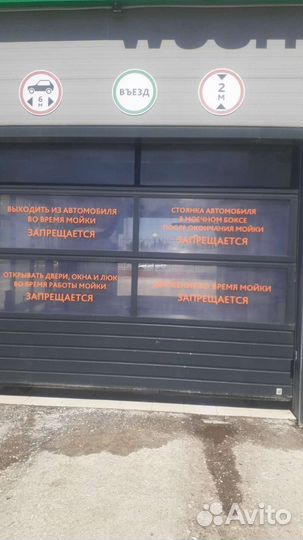 6
М
ВЪЕЗД
2
М
ВЫХОДИТЬ ИЗ АВТОМОБИЛЯ
ВО ВРЕМЯ МОЙКИ
ЗАПРЕЩАЕТСЯ
СТОЯНКА АВТОМОБИЛЯ
В МОЕЧНОМ БОКСЕ
ПОСЛЕ ОКОНЧАНИЯ МОЙКИ
ЗАПРЕЩАЕТСЯ
ОТКРЫВАТЬ ДВЕРИ, ОКНА И ЛЮК
ВО ВРЕМЯ РАБОТЫ МОЙКИ
ЗАПРЕЩАЕТСЯ
ВО ВРЕМЯ МОЙКИ
ЗАПРЕЩАЕТСЯ
Avito